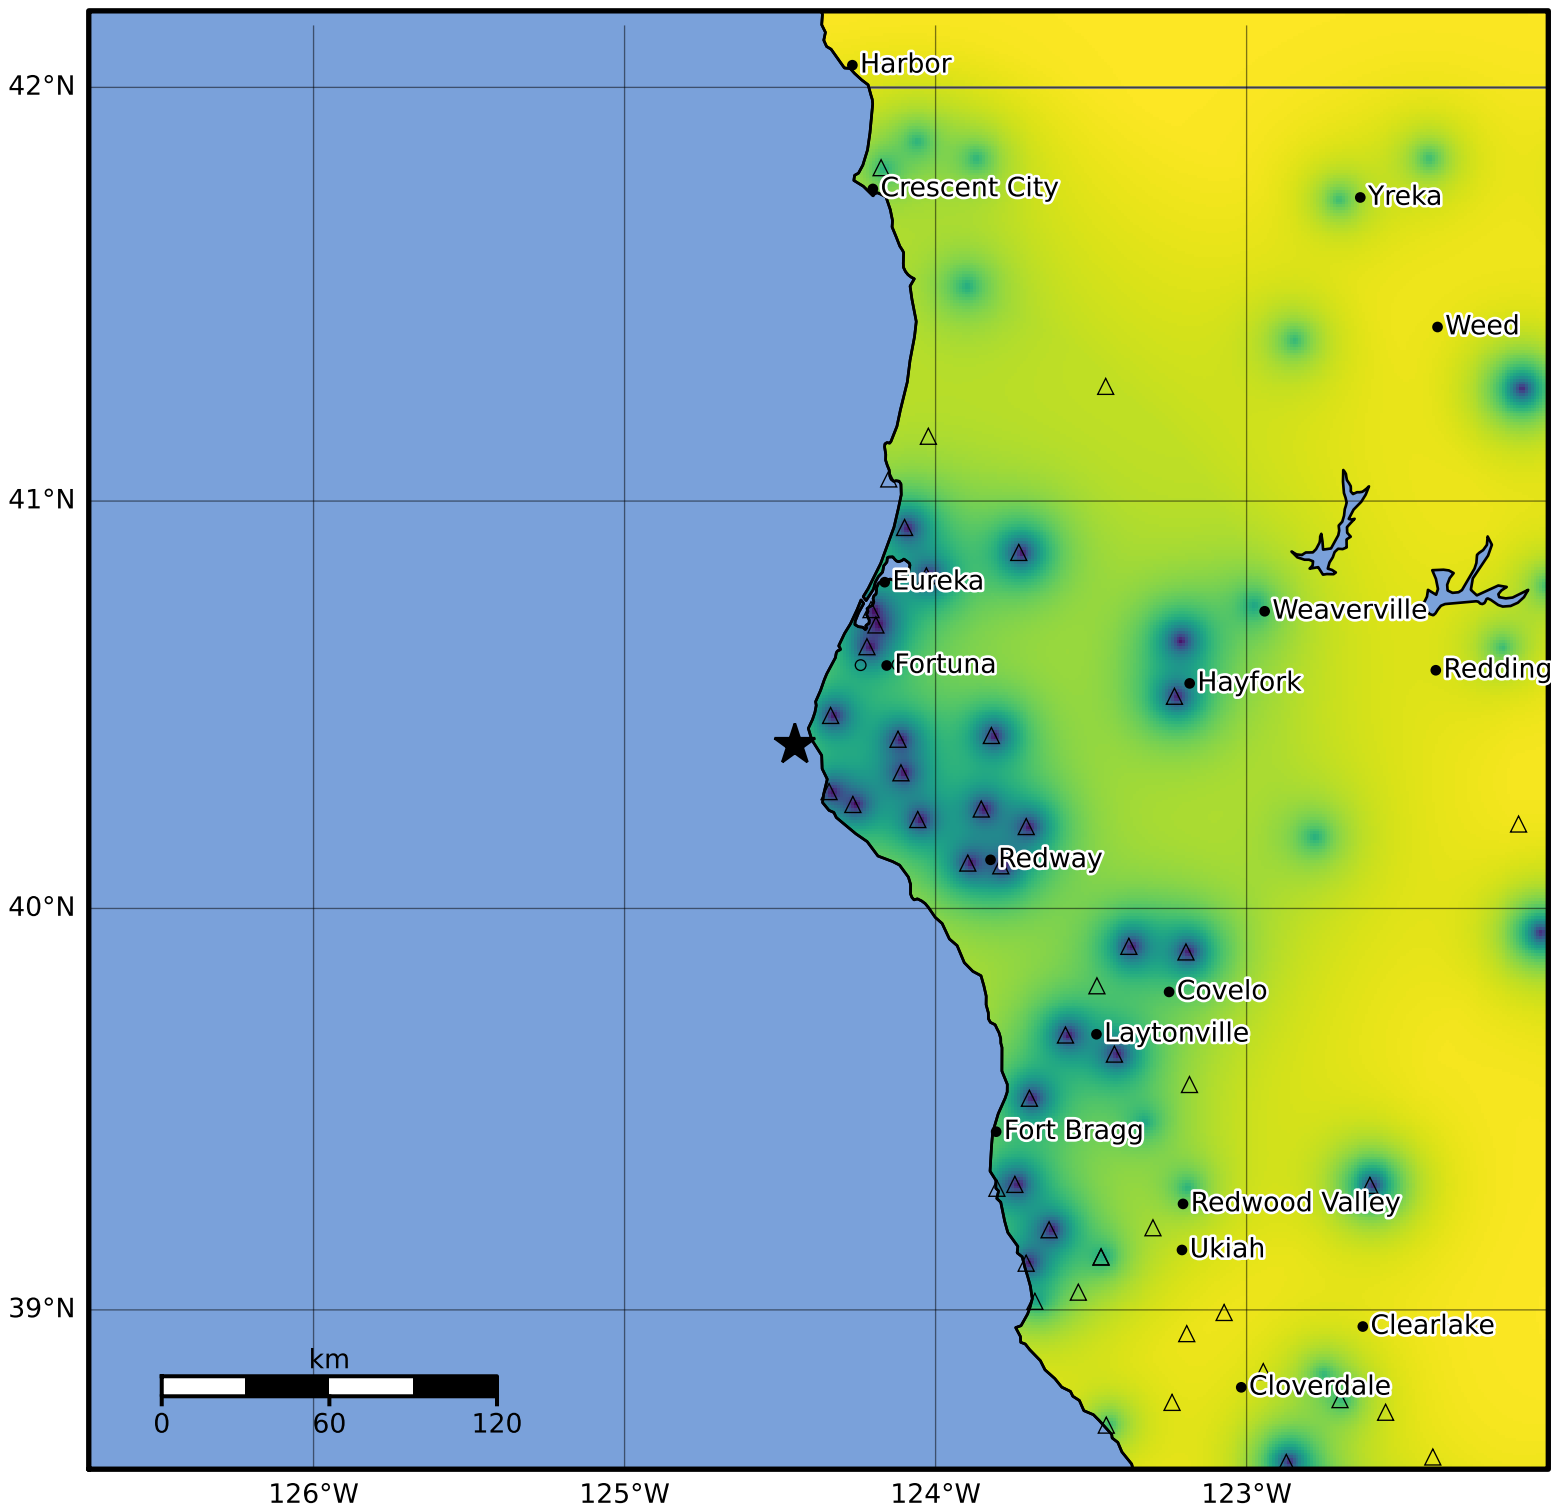 Harbor
42°N
Crescent City
Yreka
Weed
41°N
Eureka
Weaverville
Fortuna
Redding
Hayfork
Redway
40°N
Covelo
Laytonville
Fort Bragg
Redwood Valley
Ukiah
39°N
Clearlake
km
Cloverdale
0 60 120
126°W 125°W 124°W 123°W